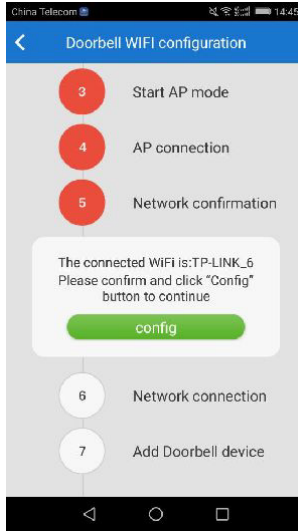 China Telecom 14:45
Doorbell WIFI configuration
3 Start AP mode
4 AP connection
5 Network confirmation
The connected WiFi is:TP-LINK_6
Please confirm and click “Config”
button to continue
config
6 Network connection
7 Add Doorbell device